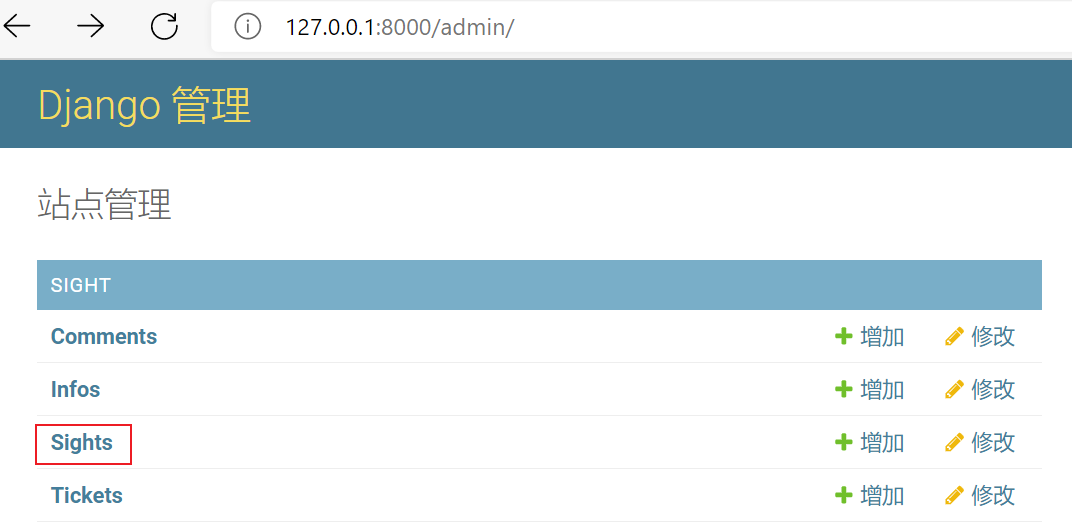 127.0.0.1:8000/admin/
Django 管理
站点管理
SIGHT
Comments 增加 修改
Infos 增加 修改
Sights 增加 修改
Tickets 增加 修改